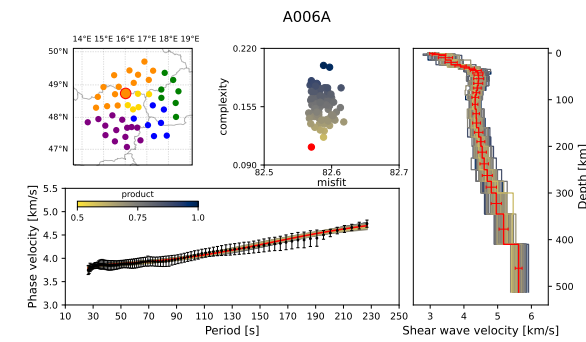 A006A
14°E 15°E 16°E 17°E 18°E 19°E
50°N
49°N
48°N
47°N
complexity
0.220
0.155
0.090
82.5 82.6 82.7
misfit
product
0.5 0.75 1.0
Phase velocity [km/s]
5.5
5.0
4.5
4.0
3.5
3.0
10 30 50 70 90 110 130 150 170 190 210 230 250
Period [s]
0
100
200
300
400
500
Depth [km]
3 4 5 6
Shear wave velocity [km/s]